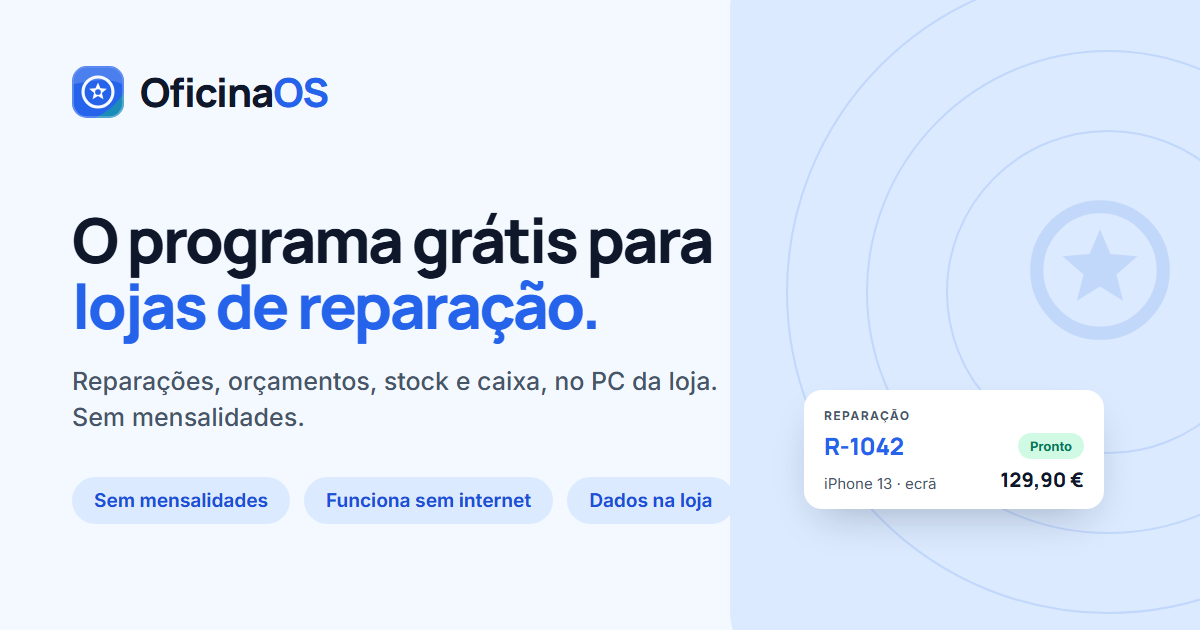 OficinaOS
O programa grátis para
lojas de reparação.
Reparações, orçamentos, stock e caixa, no PC da loja.
Sem mensalidades.
Sem mensalidades
Funciona sem internet
Dados na loja
REPARAÇÃO
R-1042
Pronto
iPhone 13 · ecrã
129,90 €